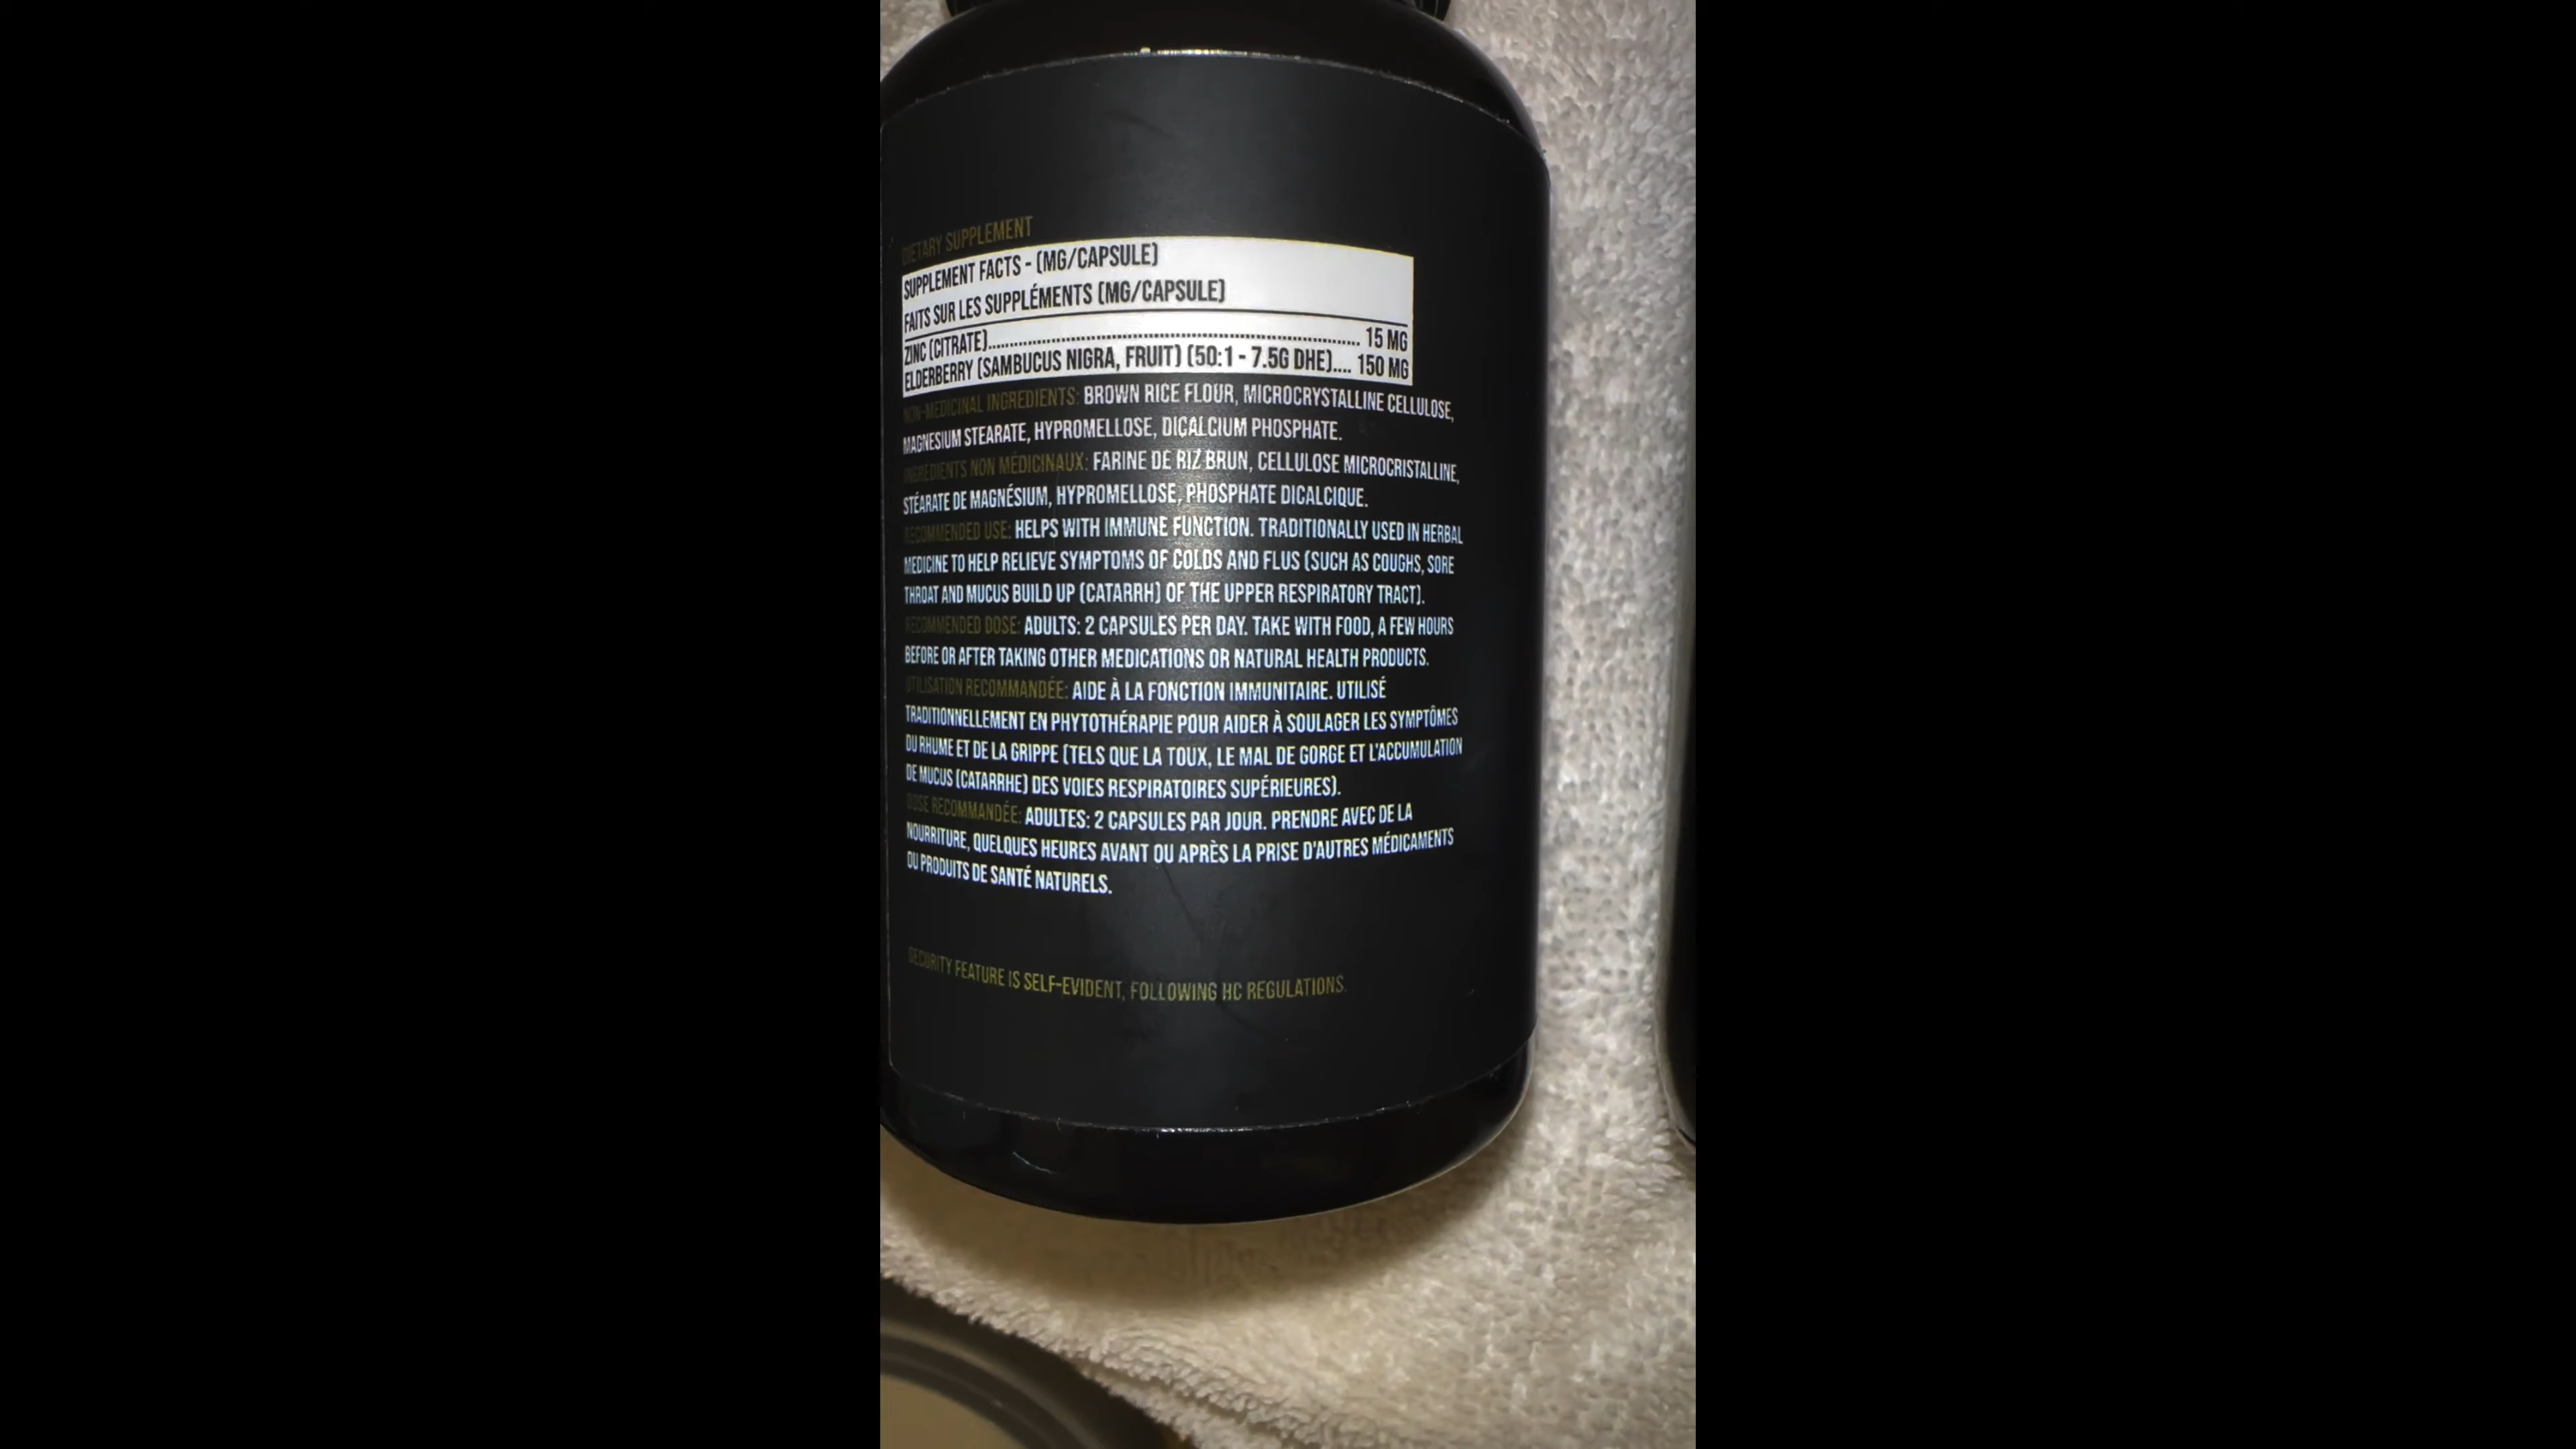 DIETARY SUPPLEMENT
SUPPLEMENT FACTS - (MG/CAPSULE)
FAITS SUR LES SUPPLÉMENTS (MG/CAPSULE)
ZINC (CITRATE)........................................................................ 15 MG
ELDERBERRY (SAMBUCUS NIGRA, FRUIT) (50:1 - 7.5G DHE).... 150 MG
NON-MEDICINAL INGREDIENTS: BROWN RICE FLOUR, MICROCRYSTALLINE CELLULOSE,
MAGNESIUM STEARATE, HYPROMELLOSE, DICALCIUM PHOSPHATE.
INGREDIENTS NON MÉDICINAUX: FARINE DE RIZ BRUN, CELLULOSE MICROCRISTALLINE,
STÉARATE DE MAGNÉSIUM, HYPROMELLOSE, PHOSPHATE DICALCIQUE.
RECOMMENDED USE: HELPS WITH IMMUNE FUNCTION. TRADITIONALLY USED IN HERBAL
MEDICINE TO HELP RELIEVE SYMPTOMS OF COLDS AND FLUS (SUCH AS COUGHS, SORE
THROAT AND MUCUS BUILD UP (CATARRH) OF THE UPPER RESPIRATORY TRACT).
RECOMMENDED DOSE: ADULTS: 2 CAPSULES PER DAY. TAKE WITH FOOD, A FEW HOURS
BEFORE OR AFTER TAKING OTHER MEDICATIONS OR NATURAL HEALTH PRODUCTS.
UTILISATION RECOMMANDÉE: AIDE À LA FONCTION IMMUNITAIRE. UTILISÉ
TRADITIONNELLEMENT EN PHYTOTHÉRAPIE POUR AIDER À SOULAGER LES SYMPTÔMES
DU RHUME ET DE LA GRIPPE (TELS QUE LA TOUX, LE MAL DE GORGE ET L'ACCUMULATION
DE MUCUS (CATARRHE) DES VOIES RESPIRATOIRES SUPÉRIEURES).
DOSE RECOMMANDÉE: ADULTES: 2 CAPSULES PAR JOUR. PRENDRE AVEC DE LA
NOURRITURE, QUELQUES HEURES AVANT OU APRÈS LA PRISE D'AUTRES MÉDICAMENTS
OU PRODUITS DE SANTÉ NATURELS.
SECURITY FEATURE IS SELF-EVIDENT, FOLLOWING HC REGULATIONS.